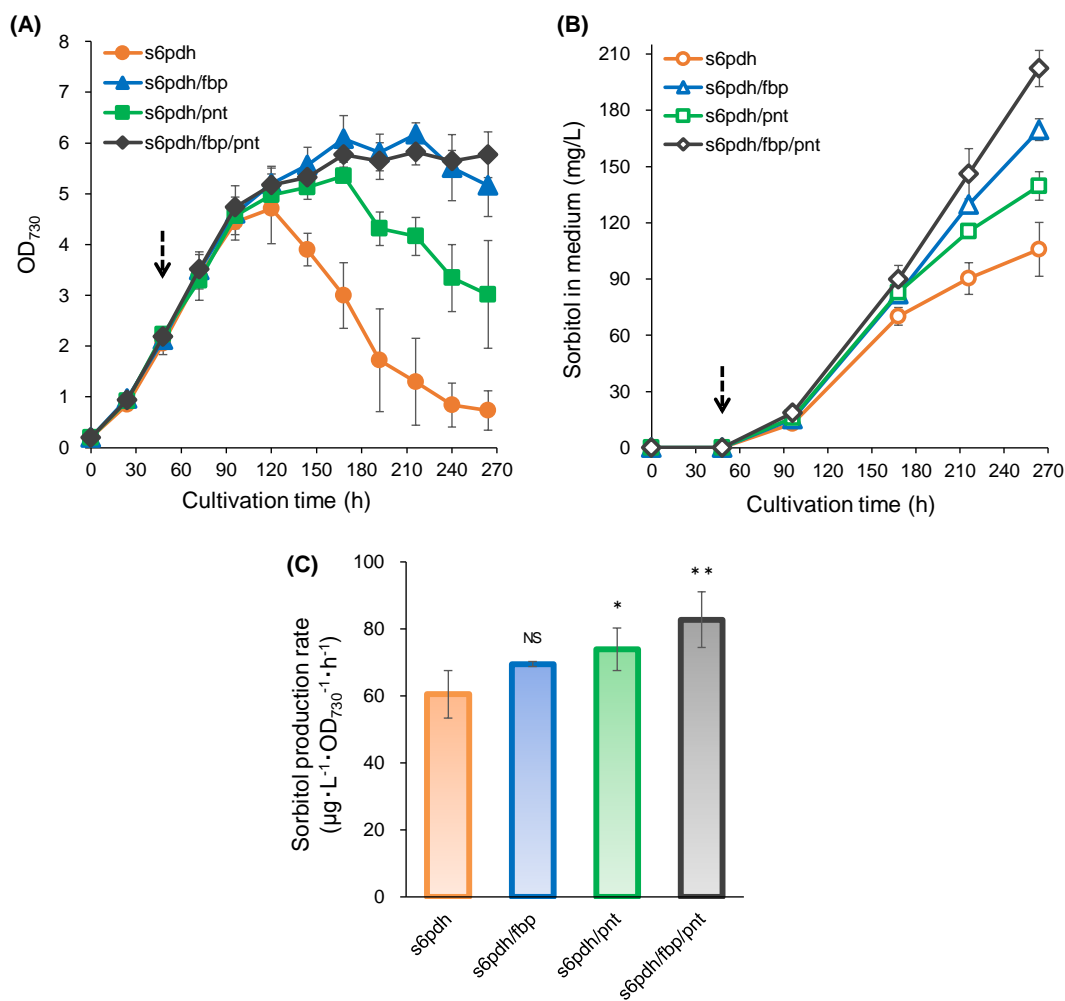 (A)
8
7
6
5
4
3
2
1
0
OD730
s6pdh
s6pdh/fbp
s6pdh/pnt
s6pdh/fbp/pnt
0 30 60 90 120 150 180 210 240 270
Cultivation time (h)
(B)
210
180
150
120
90
60
30
0
Sorbitol in medium (mg/L)
s6pdh
s6pdh/fbp
s6pdh/pnt
s6pdh/fbp/pnt
0 30 60 90 120 150 180 210 240 270
Cultivation time (h)
(C)
100
80
60
40
20
0
Sorbitol production rate
(µg・L-1・OD730-1・h-1)
NS
*
**
s6pdh
s6pdh/fbp
s6pdh/pnt
s6pdh/fbp/pnt